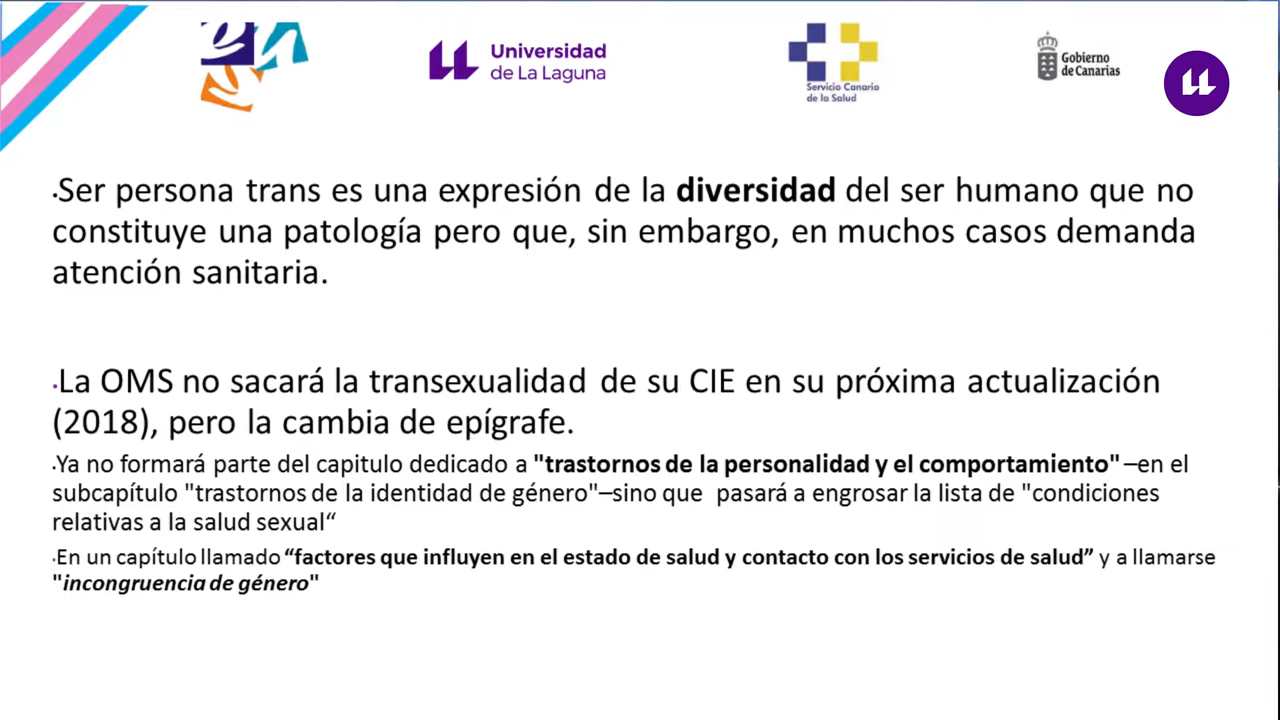 Universidad
de La Laguna
Servicio Canario
de la Salud
Gobierno
de Canarias
·Ser persona trans es una expresión de la diversidad del ser humano que no
constituye una patología pero que, sin embargo, en muchos casos demanda
atención sanitaria.
·La OMS no sacará la transexualidad de su CIE en su próxima actualización
(2018), pero la cambia de epígrafe.
·Ya no formará parte del capitulo dedicado a "trastornos de la personalidad y el comportamiento" –en el
subcapítulo "trastornos de la identidad de género"–sino que pasará a engrosar la lista de "condiciones
relativas a la salud sexual“
·En un capítulo llamado “factores que influyen en el estado de salud y contacto con los servicios de salud” y a llamarse
"incongruencia de género"